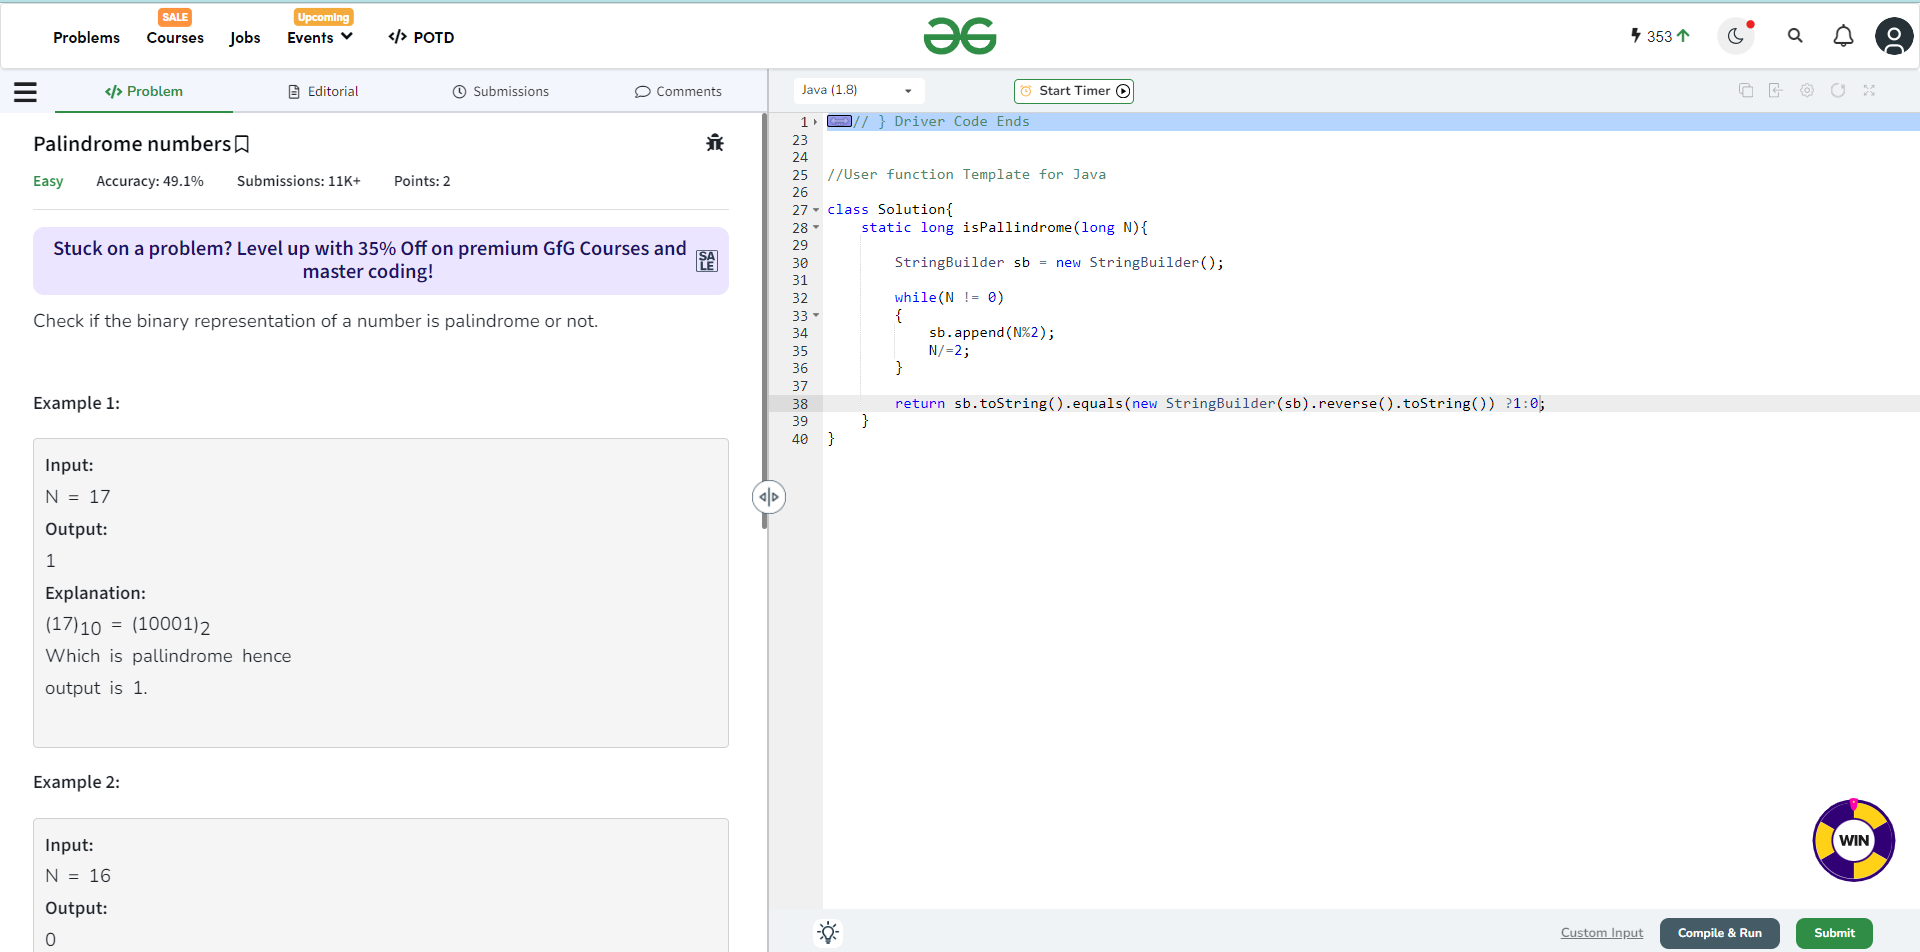 SALE
Upcoming
Problems Courses Jobs Events </> POTD
353
</> Problem Editorial Submissions Comments
Java (1.8)
Start Timer
Palindrome numbers
Easy Accuracy: 49.1% Submissions: 11K+ Points: 2
Stuck on a problem? Level up with 35% Off on premium GfG Courses and
master coding!
SA
LE
Check if the binary representation of a number is palindrome or not.
Example 1:
Input:
N = 17
Output:
1
Explanation:
(17)10 = (10001)2
Which is pallindrome hence
output is 1.
Example 2:
Input:
N = 16
Output:
0
1 // } Driver Code Ends
23
24
25 //User function Template for Java
26
27 class Solution{
28 static long isPallindrome(long N){
29
30 StringBuilder sb = new StringBuilder();
31
32 while(N != 0)
33 {
34 sb.append(N%2);
35 N/=2;
36 }
37
38 return sb.toString().equals(new StringBuilder(sb).reverse().toString()) ?1:0;
39 }
40 }
WIN
Custom Input Compile & Run Submit